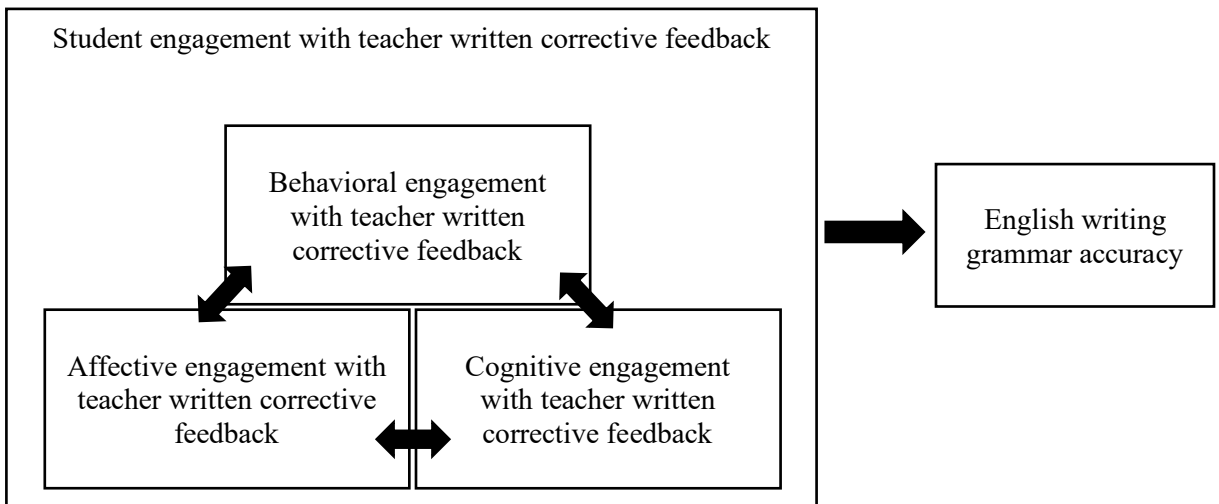 Student engagement with teacher written corrective feedback
Behavioral engagement
with teacher written
corrective feedback
English writing
grammar accuracy
Affective engagement with
teacher written corrective
feedback
Cognitive engagement
with teacher written
corrective feedback